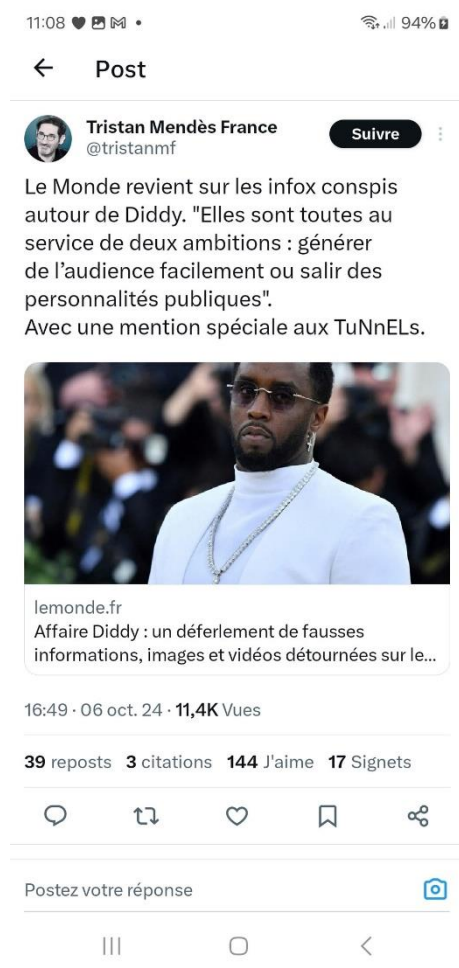 11:08
94%
Post
Tristan Mendès France
@tristanmf
Suivre
Le Monde revient sur les infox conspis
autour de Diddy. "Elles sont toutes au
service de deux ambitions : générer
de l’audience facilement ou salir des
personnalités publiques".
Avec une mention spéciale aux TuNnELs.
lemonde.fr
Affaire Diddy : un déferlement de fausses
informations, images et vidéos détournées sur le...
16:49 · 06 oct. 24 · 11,4K Vues
39 reposts 3 citations 144 J'aime 17 Signets
Postez votre réponse